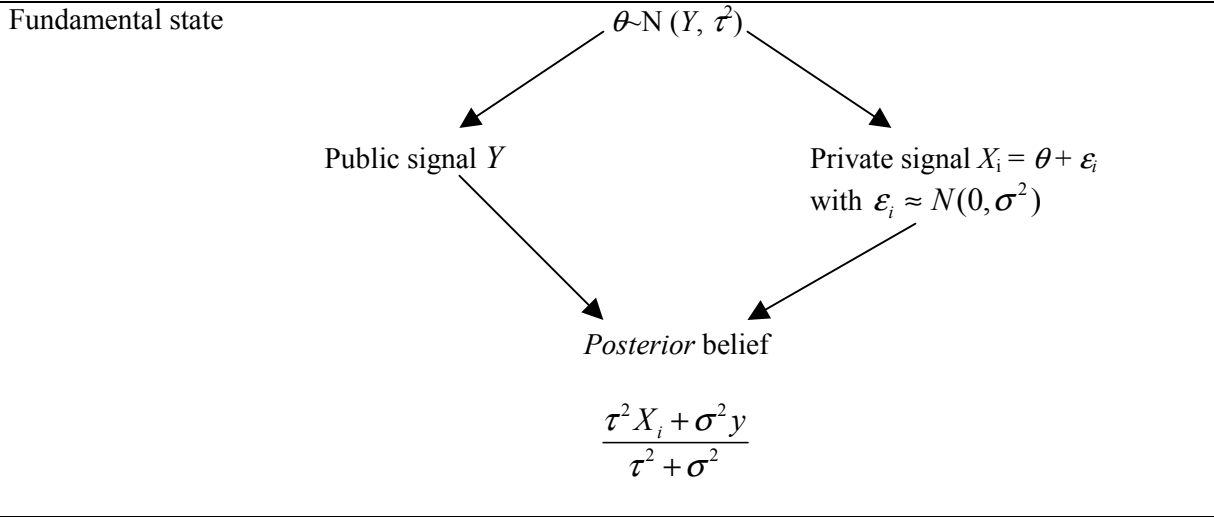 Fundamental state
θ~N (Y, τ²)
Public signal Y
Private signal Xᵢ = θ + εᵢ
with εᵢ ≈ N(0,σ²)
Posterior belief
τ²Xᵢ + σ²y
τ² + σ²